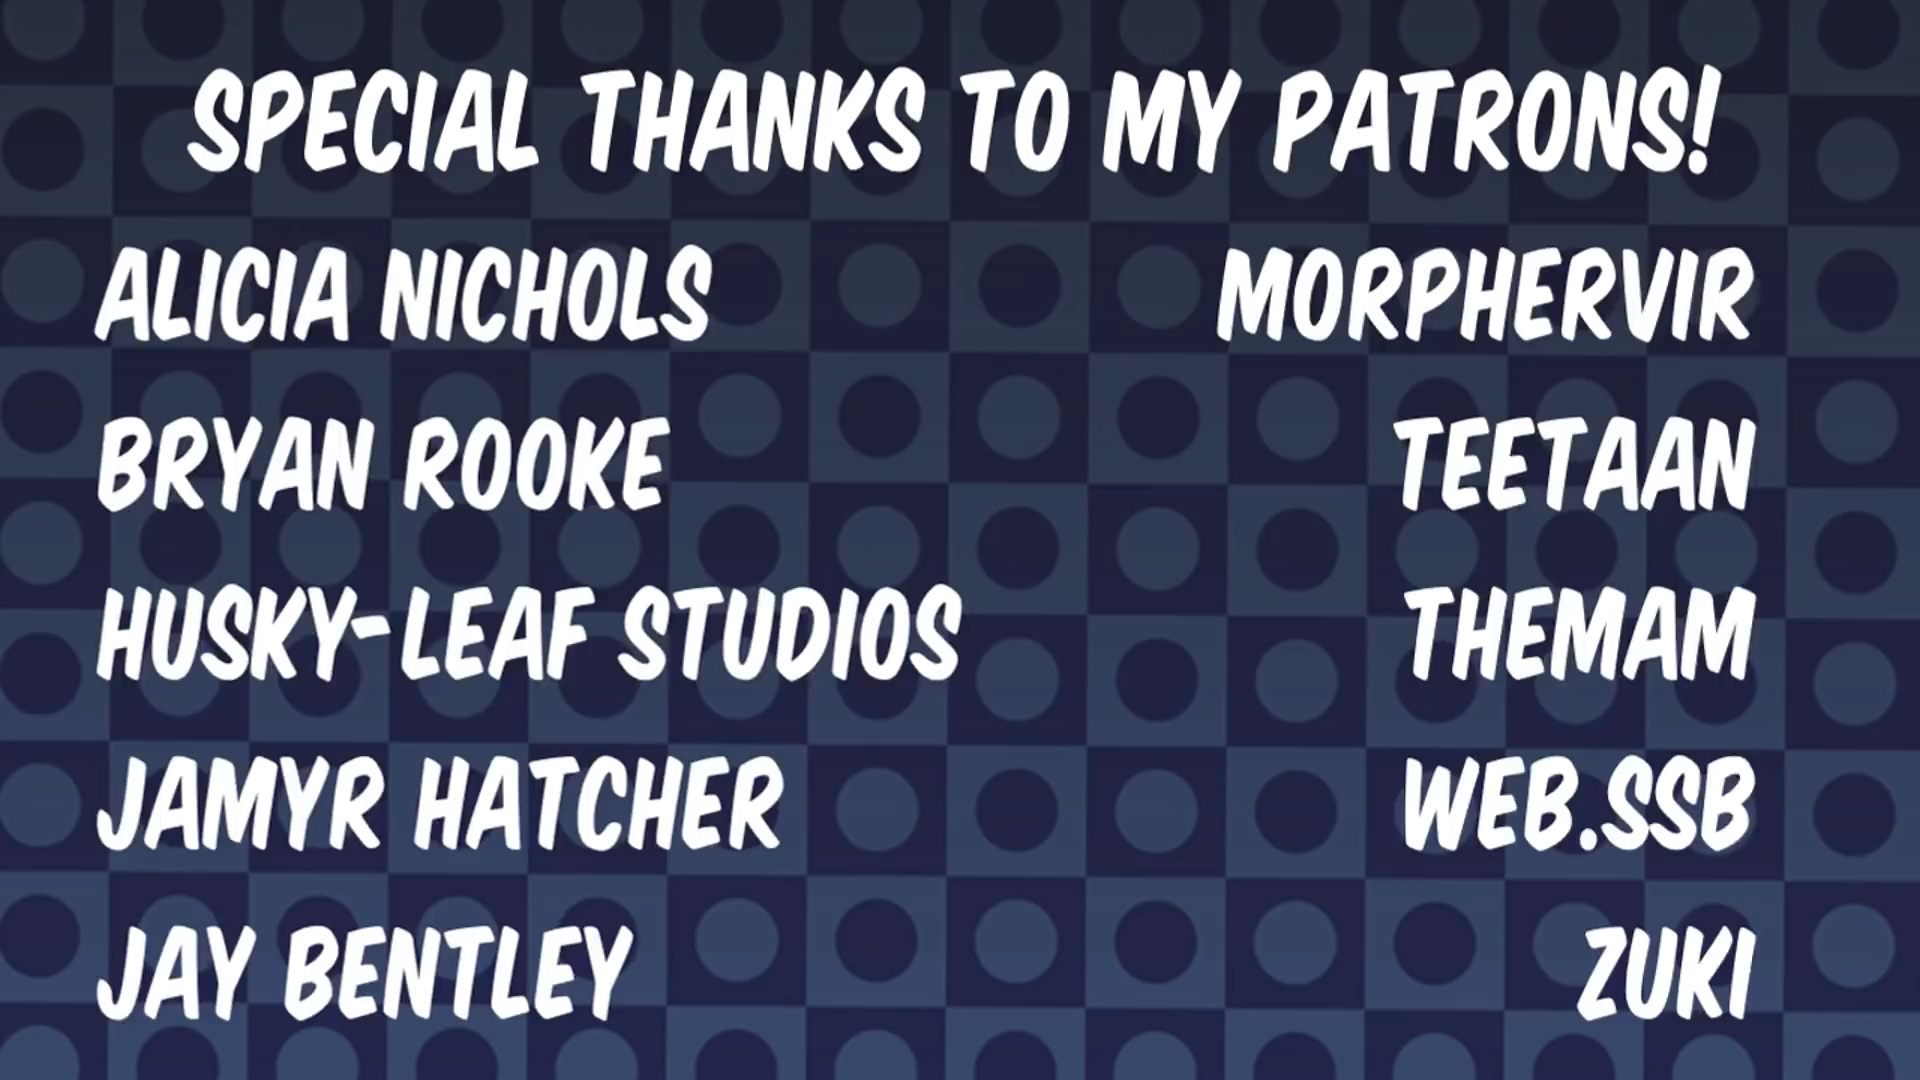 SPECIAL THANKS TO MY PATRONS!
ALICIA NICHOLS
BRYAN ROOKE
HUSKY-LEAF STUDIOS
JAMYR HATCHER
JAY BENTLEY
MORPHERVIR
TEETAAN
THEMAM
WEB.SSB
ZUKI